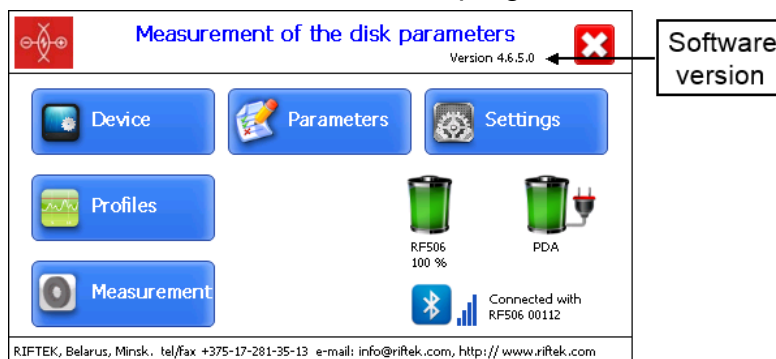 Measurement of the disk parameters
Version 4.6.5.0
Software
version
Device
Parameters
Settings
Profiles
RF506
100 %
PDA
Measurement
Connected with
RF506 00112
RIFTEK, Belarus, Minsk. tel/fax +375-17-281-35-13 e-mail: info@riftek.com, http:// www.riftek.com